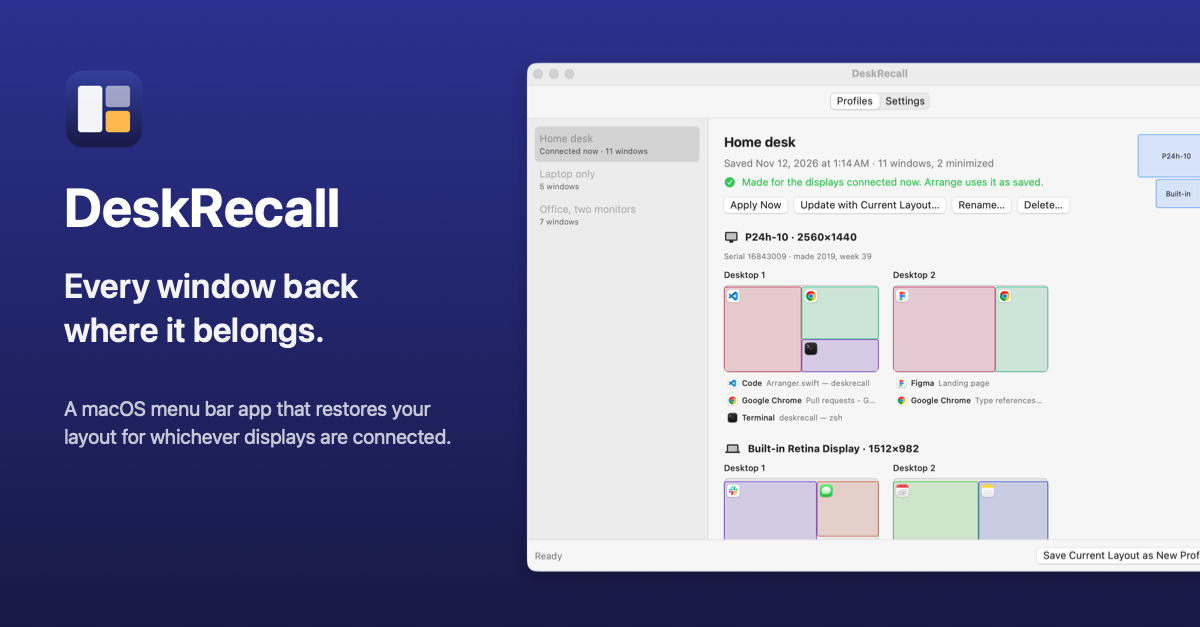 DeskRecall
Every window back
where it belongs.
A macOS menu bar app that restores your
layout for whichever displays are connected.
DeskRecall
Profiles Settings
Home desk
Connected now · 11 windows
Laptop only
5 windows
Office, two monitors
7 windows
Home desk
Saved Nov 12, 2026 at 1:14 AM · 11 windows, 2 minimized
Made for the displays connected now. Arrange uses it as saved.
Apply Now Update with Current Layout... Rename... Delete...
P24h-10
Built-in
P24h-10 · 2560×1440
Serial 16843009 · made 2019, week 39
Desktop 1 Desktop 2
Code Arranger.swift — deskrecall
Google Chrome Pull requests - G...
Terminal deskrecall — zsh
Figma Landing page
Google Chrome Type references...
Built-in Retina Display · 1512×982
Desktop 1 Desktop 2
Ready
Save Current Layout as New Prof